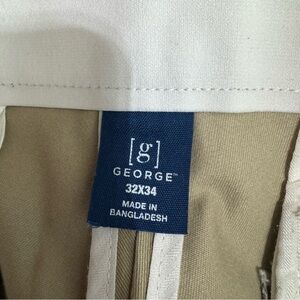 [g]
GEORGE™
32X34
MADE IN
BANGLADESH